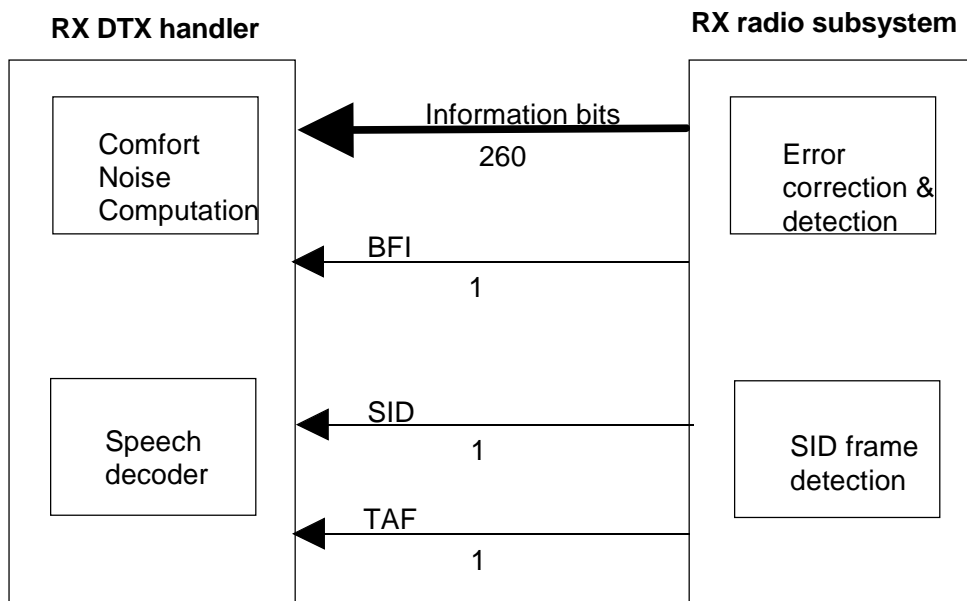 RX DTX handler
RX radio subsystem
Information bits
260
Comfort
Noise
Computation
Error
correction &
detection
BFI
1
SID
1
Speech
decoder
SID frame
detection
TAF
1